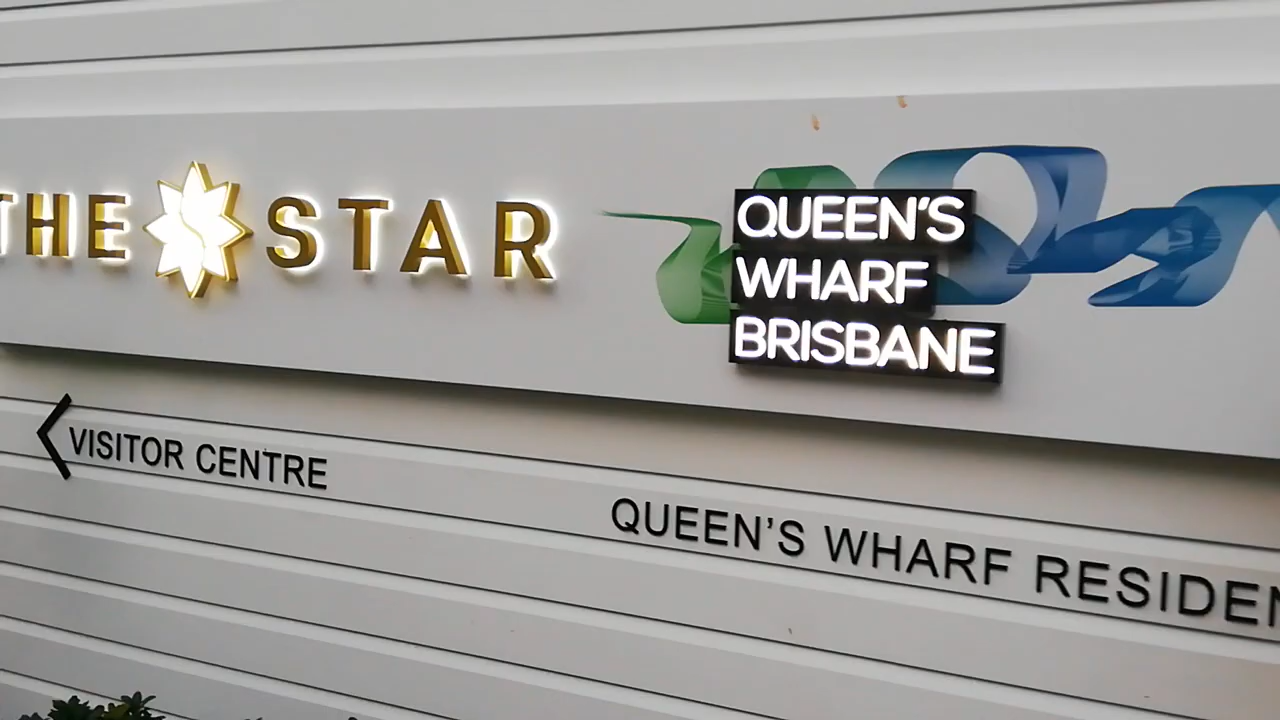 THE STAR
QUEEN'S
WHARF
BRISBANE
VISITOR CENTRE
QUEEN'S WHARF RESIDEN